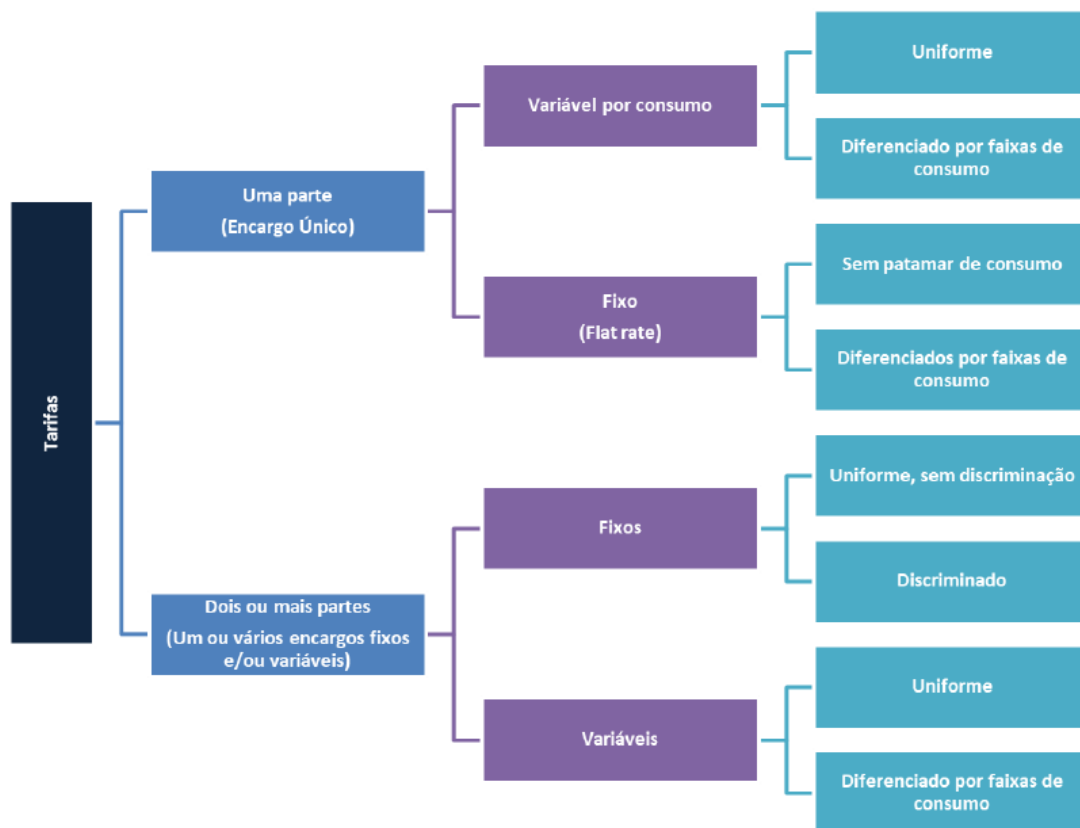 Tarifas
Uma parte
(Encargo Único)
Variável por consumo
Uniforme
Diferenciado por faixas de
consumo
Fixo
(Flat rate)
Sem patamar de consumo
Diferenciados por faixas de
consumo
Dois ou mais partes
(Um ou vários encargos fixos
e/ou variáveis)
Fixos
Uniforme, sem discriminação
Discriminado
Variáveis
Uniforme
Diferenciado por faixas de
consumo